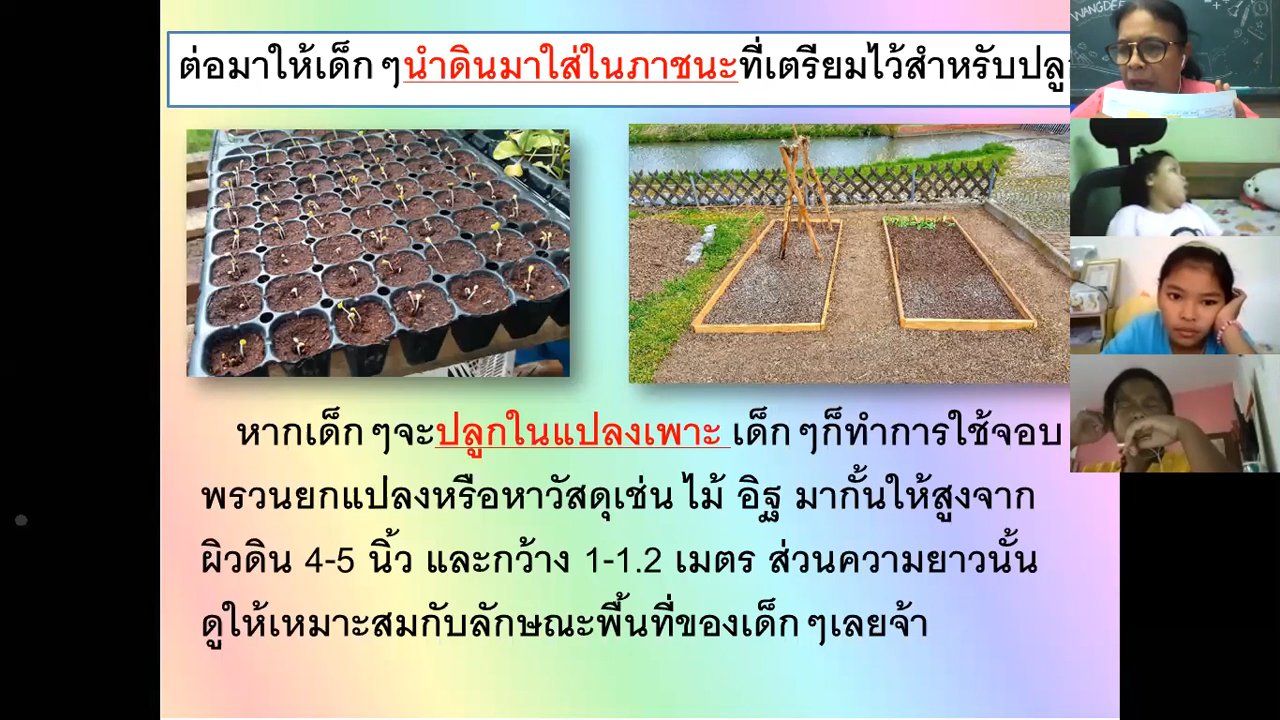 ต่อมาให้เด็กๆนำดินมาใส่ในภาชนะที่เตรียมไว้สำหรับ
WANGDEE
หากเด็กๆจะปลูกในแปลงเพาะ เด็กๆก็ทำการใช้จอบ
พรวนยกแปลงหรือหาวัสดุเช่น ไม้ อิฐ มากั้นให้สูงจาก
ผิวดิน 4-5 นิ้ว และกว้าง 1-1.2 เมตร ส่วนความยาวนั้น
ดูให้เหมาะสมกับลักษณะพื้นที่ของเด็กๆเลยจ้า